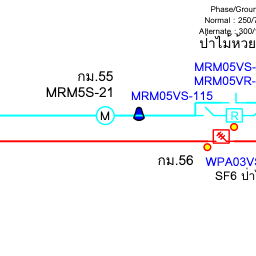 Phase/Groun
Normal : 250/
Alternate : 300/
ป่าไม้ห้วย
MRM05VS-
MRM05VR-
กม.55
MRM5S-21
MRM05VS-115
M
R
กม.56
WPA03VS
SF6 ป่า